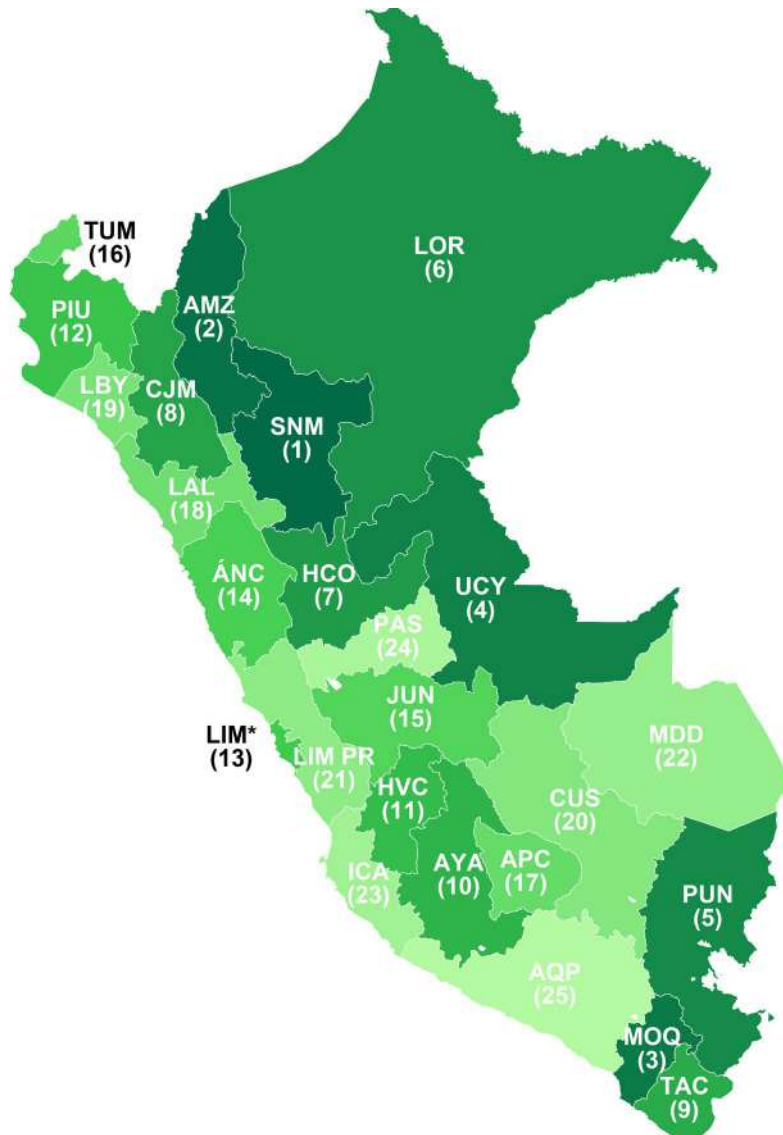 TUM
(16)
LOR
(6)
PIU
(12)
AMZ
(2)
LBY
(19)
CJM
(8)
SNM
(1)
LAL
(18)
ÁNC
(14)
HCO
(7)
UCY
(4)
PAS
(24)
JUN
(15)
LIM*
(13)
LIM PR
(21)
MDD
(22)
HVC
(11)
CUS
(20)
ICA
(23)
AYA
(10)
APC
(17)
PUN
(5)
AQP
(25)
MOQ
(3)
TAC
(9)